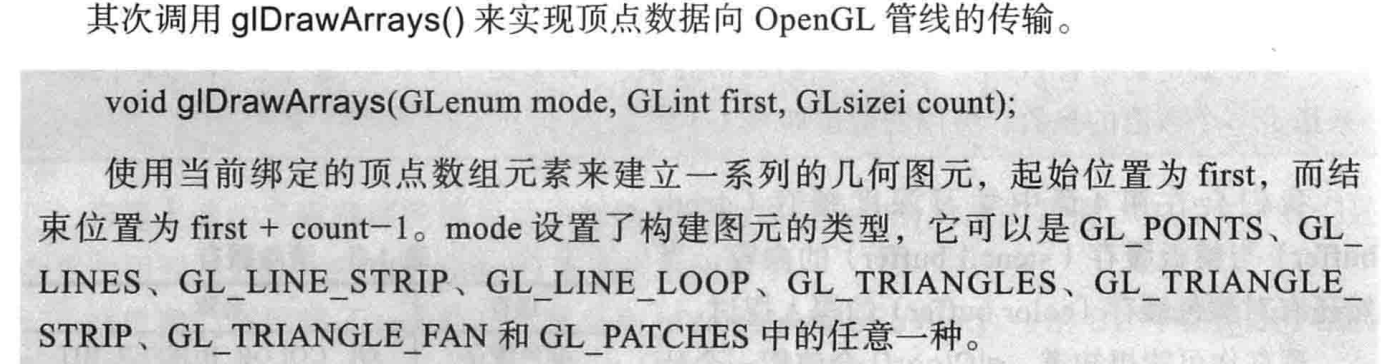 其次调用 glDrawArrays() 来实现顶点数据向 OpenGL 管线的传输。
void glDrawArrays(GLenum mode, GLint first, GLsizei count);
使用当前绑定的顶点数组元素来建立一系列的几何图元，起始位置为 first，而结
束位置为 first + count−1。mode 设置了构建图元的类型，它可以是 GL_POINTS、GL_
LINES、GL_LINE_STRIP、GL_LINE_LOOP、GL_TRIANGLES、GL_TRIANGLE_
STRIP、GL_TRIANGLE_FAN 和 GL_PATCHES 中的任意一种。